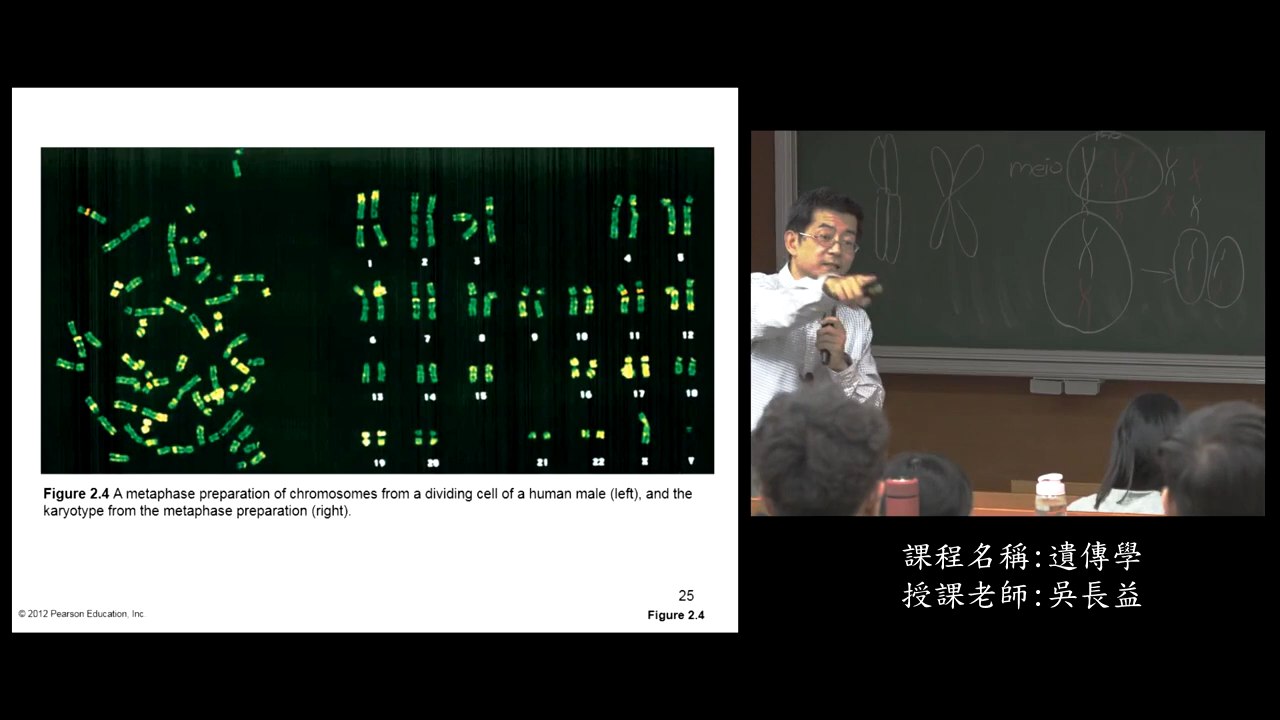 1 2 3 4 5
6 7 8 9 10 11 12
13 14 15 16 17 18
19 20 21 22 X Y
Figure 2.4 A metaphase preparation of chromosomes from a dividing cell of a human male (left), and the
karyotype from the metaphase preparation (right).
25
© 2012 Pearson Education, Inc.
Figure 2.4
meio
課程名稱:遺傳學
授課老師:吳長益